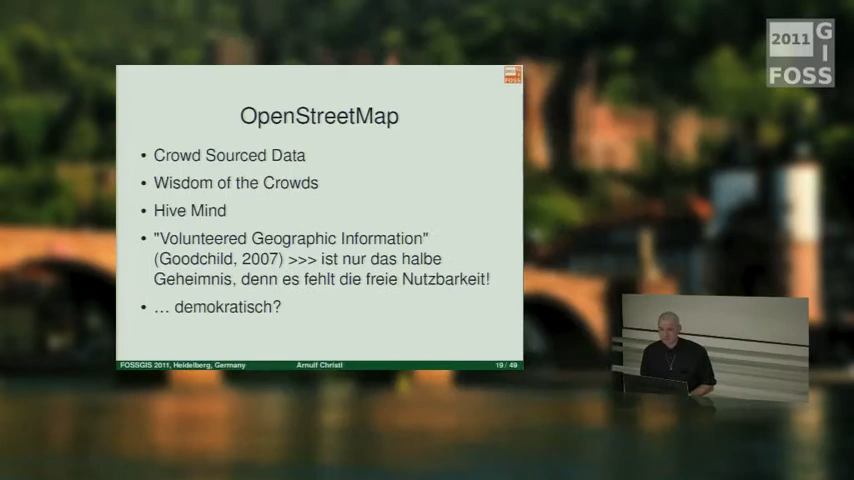 2011 G
I
FOSS S
OpenStreetMap
• Crowd Sourced Data
• Wisdom of the Crowds
• Hive Mind
• "Volunteered Geographic Information"
(Goodchild, 2007) >>> ist nur das halbe
Geheimnis, denn es fehlt die freie Nutzbarkeit!
• ... demokratisch?
FOSSGIS 2011, Heidelberg, Germany Arnulf Christl 19 / 49